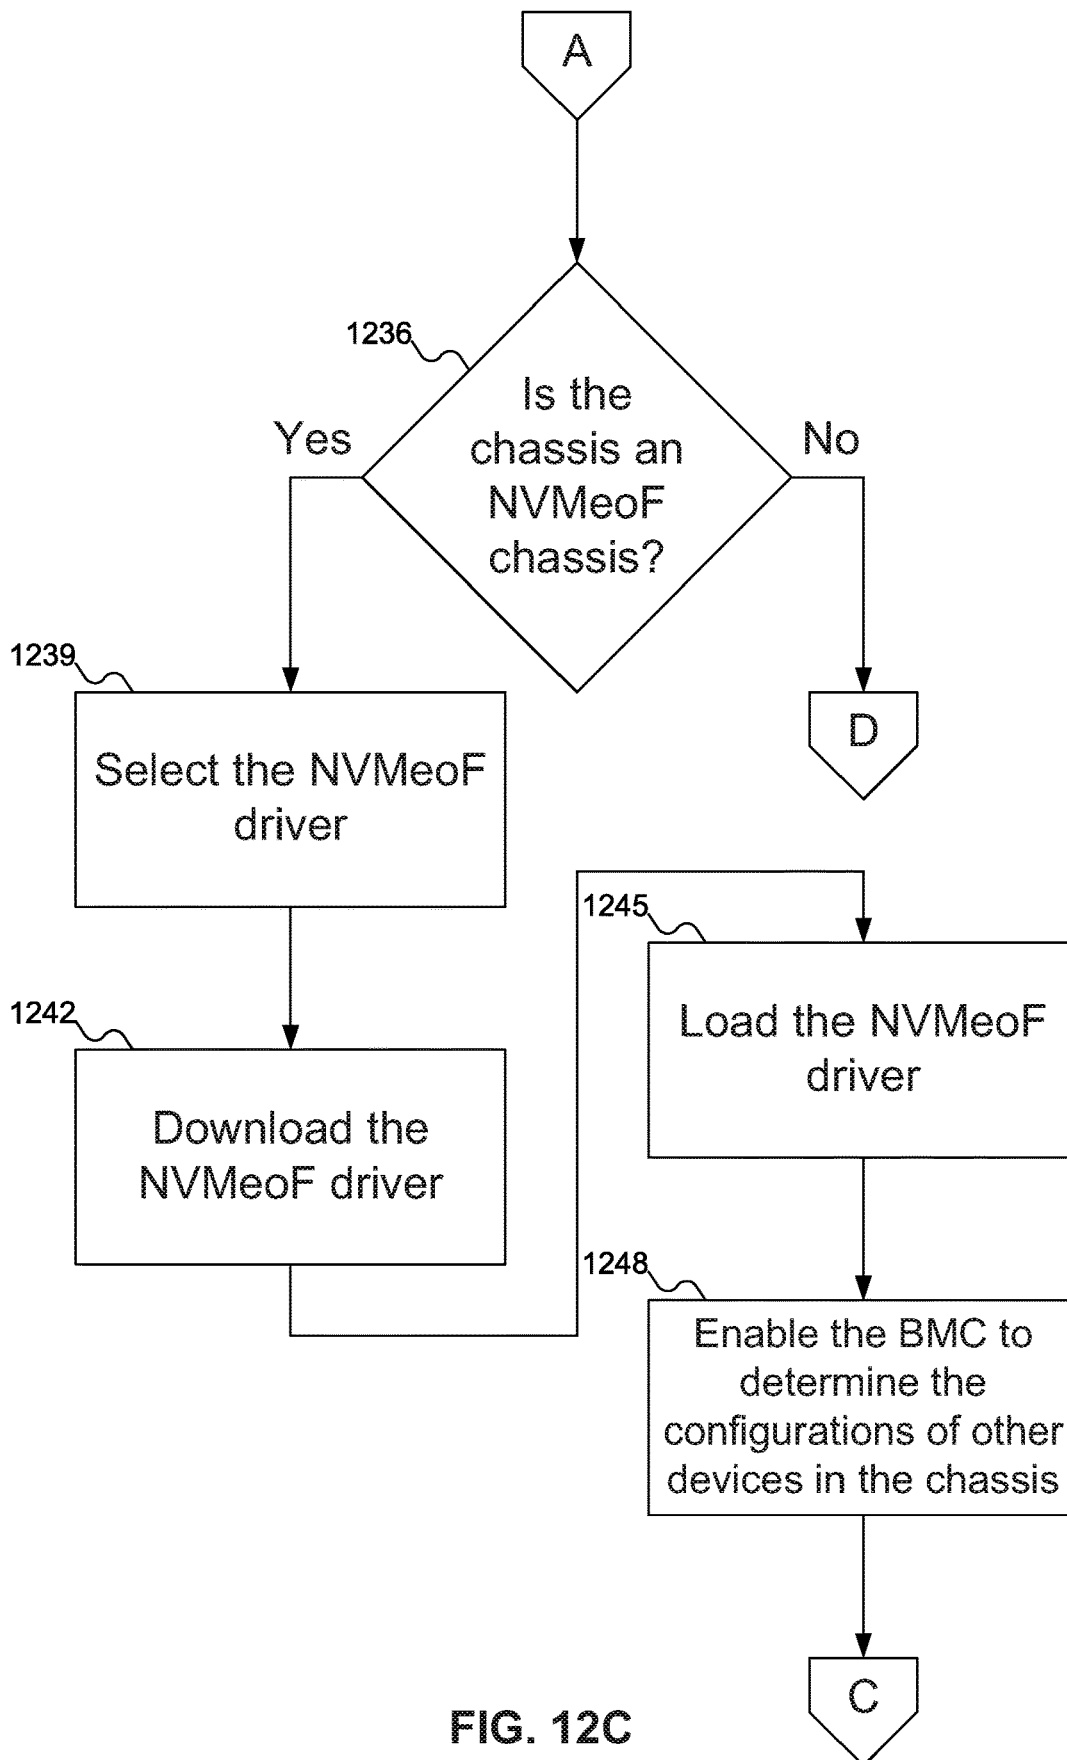 A
1236
Is the
chassis an
NVMeoF
chassis?
Yes
No
1239
Select the NVMeoF
driver
D
1242
Download the
NVMeoF driver
1245
Load the NVMeoF
driver
1248
Enable the BMC to
determine the
configurations of other
devices in the chassis
C
FIG. 12C